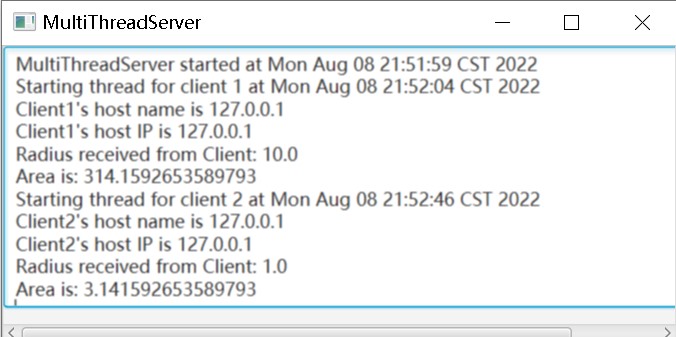 MultiThreadServer
MultiThreadServer started at Mon Aug 08 21:51:59 CST 2022
Starting thread for client 1 at Mon Aug 08 21:52:04 CST 2022
Client1's host name is 127.0.0.1
Client1's host IP is 127.0.0.1
Radius received from Client: 10.0
Area is: 314.1592653589793
Starting thread for client 2 at Mon Aug 08 21:52:46 CST 2022
Client2's host name is 127.0.0.1
Client2's host IP is 127.0.0.1
Radius received from Client: 1.0
Area is: 3.141592653589793